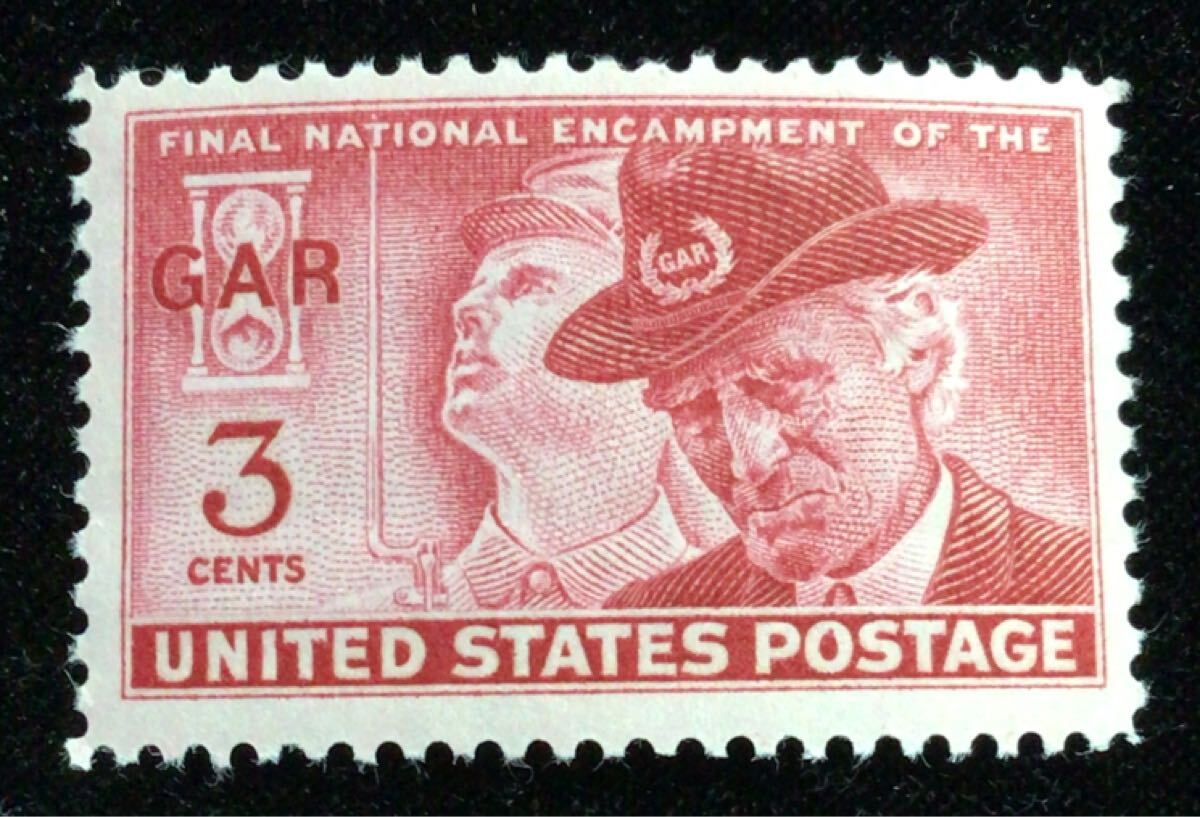 FINAL NATIONAL ENCAMPMENT OF THE
GAR
GAR
3
CENTS
UNITED STATES POSTAGE